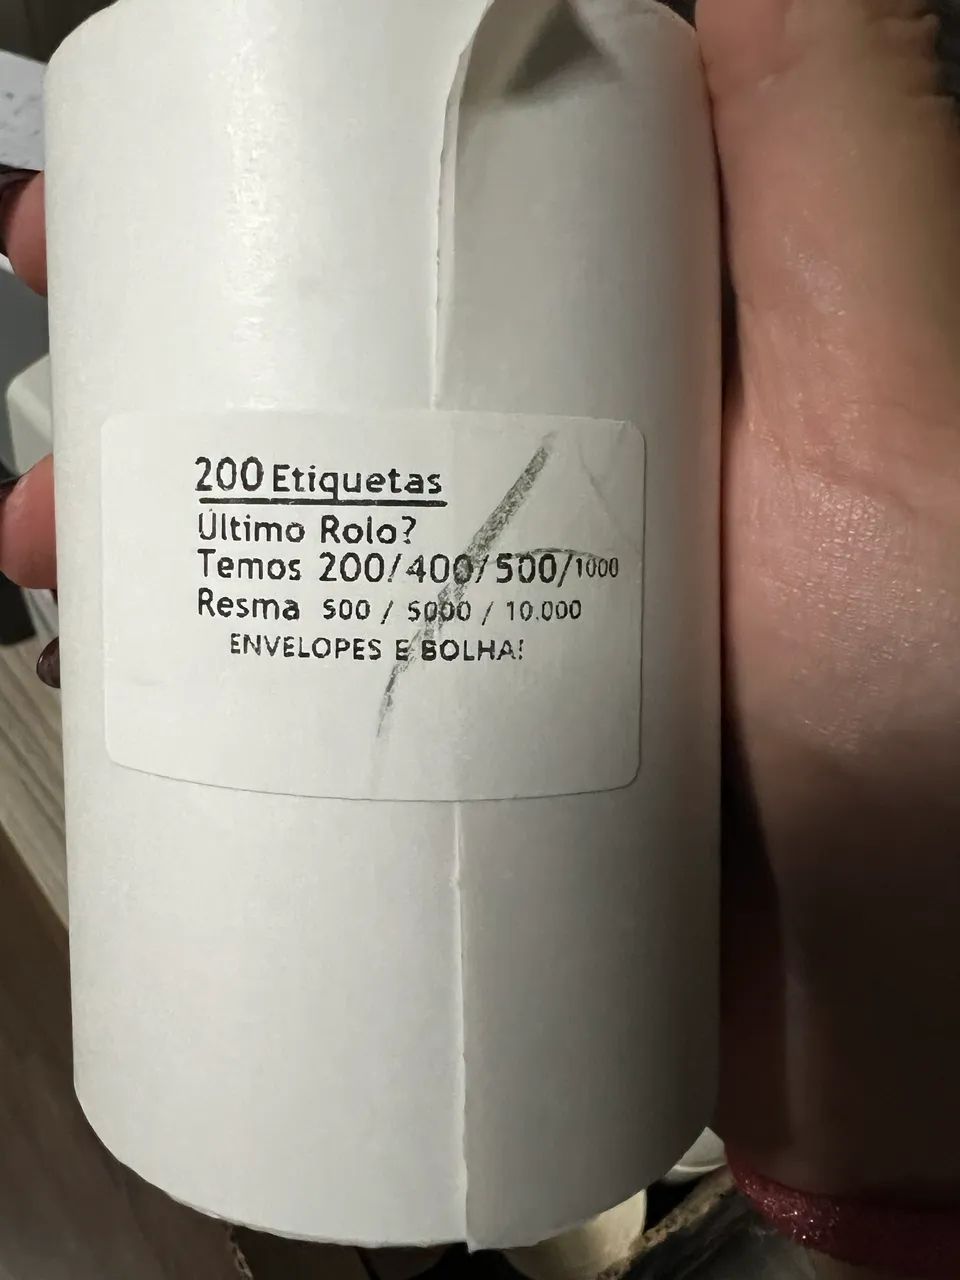 200 Etiquetas
Último Rolo?
Temos 200/400/500/1000
Resma 500 / 5000 / 10.000
ENVELOPES E BOLHA!